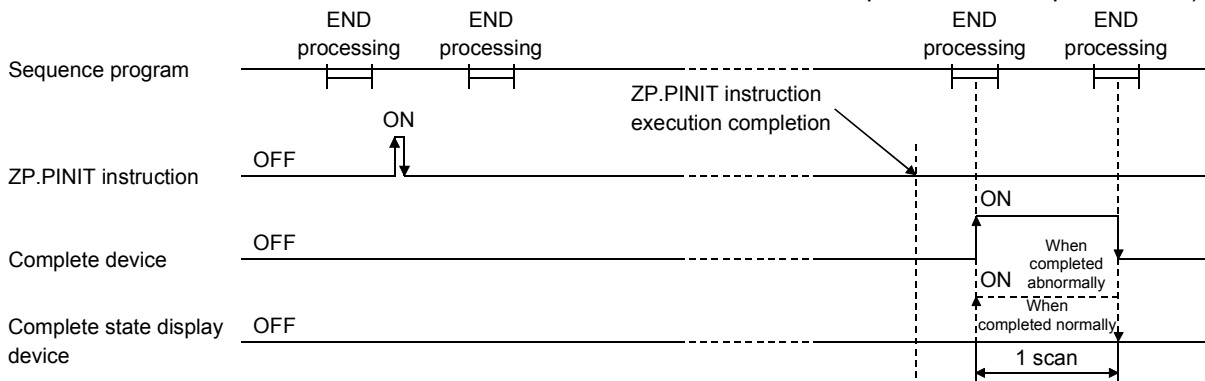 END END END END
processing processing processing processing
Sequence program
ZP.PINIT instruction
execution completion
ON
OFF
ZP.PINIT instruction
ON
OFF
Complete device
When
completed
abnormally
ON
When
completed normally
OFF
Complete state display
device
1 scan